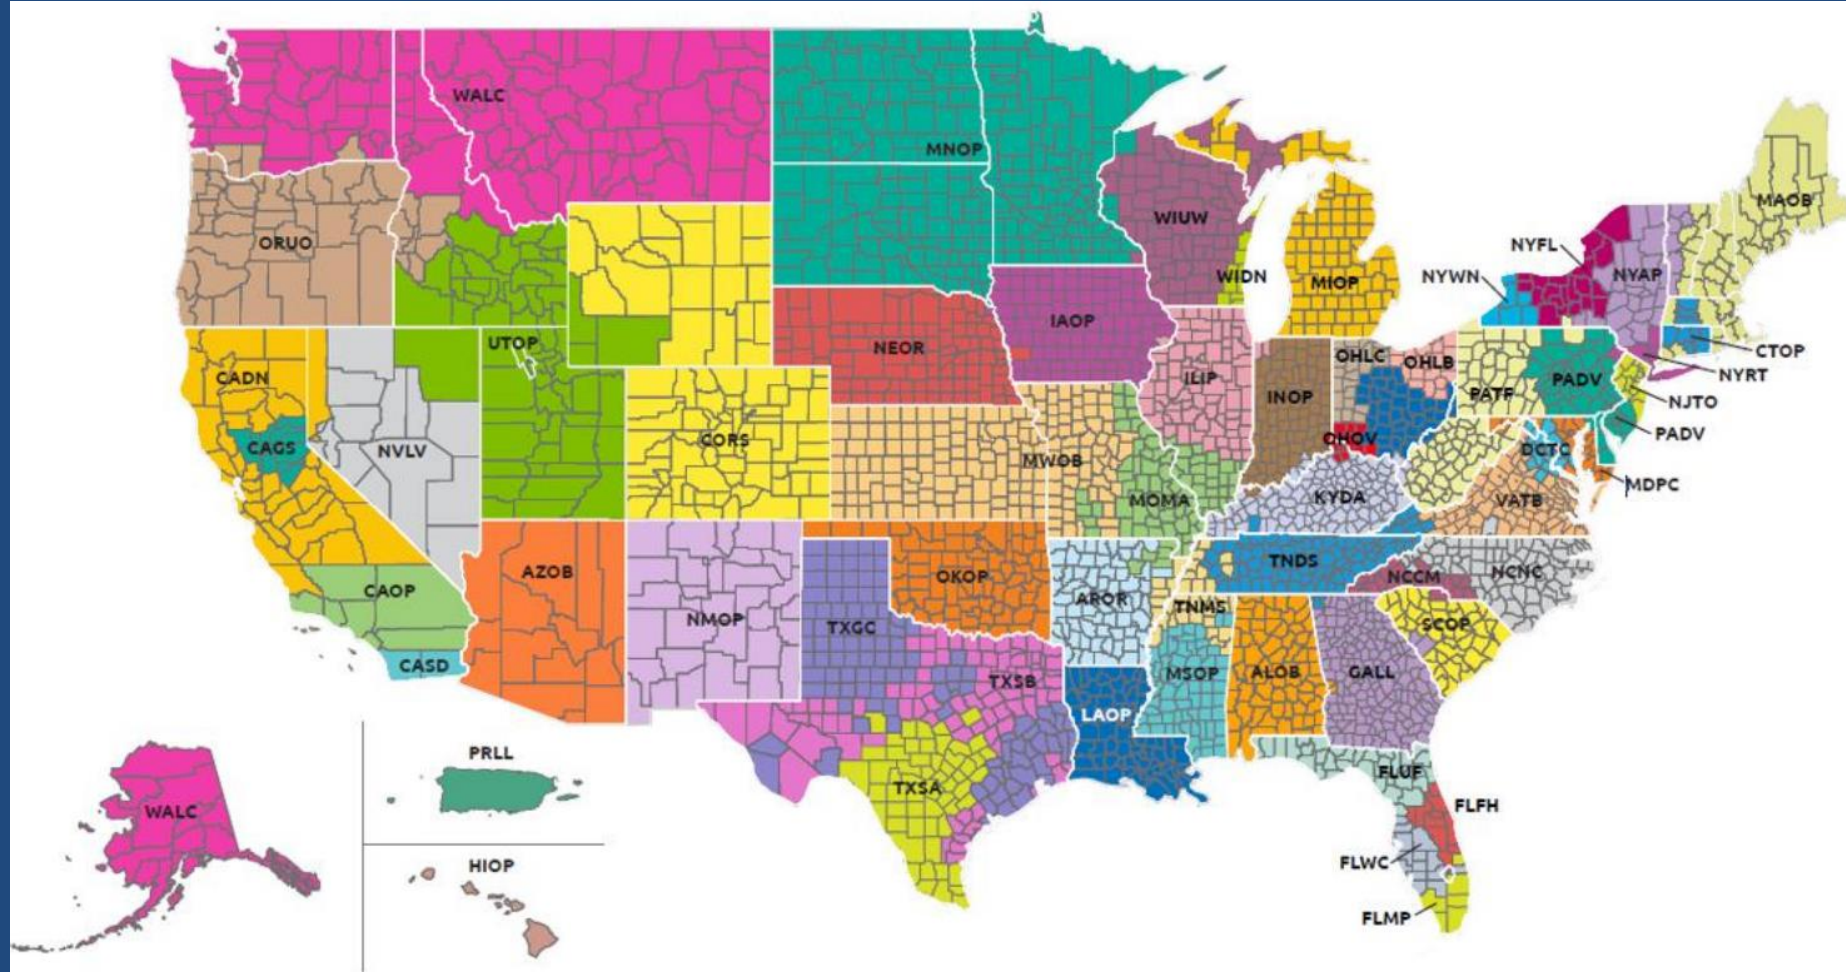 WALC
MNOP
MAOB
WIUW
ORUO
NYFL
NYAP
NYWN
WIDN
MIOP
IAOP
UTOP
NEOR
CTOP
OHLC
OHLB
NYRT
CADN
ILIP
PADV
INOP
PATF
NJTO
PADV
CORS
OHOV
CAGS
NVLV
DCTC
MWOB
MDPC
KYDA
MOMA
VATB
TNDS
AZOB
NCNC
OKOP
NCCM
CAOP
AROR
TNMS
NMOP
TXGC
SCOP
CASD
MSOP
ALOB
GALL
TXSB
LAOP
PRLL
FLUF
TXSA
FLFH
WALC
FLWC
HIOP
FLMP